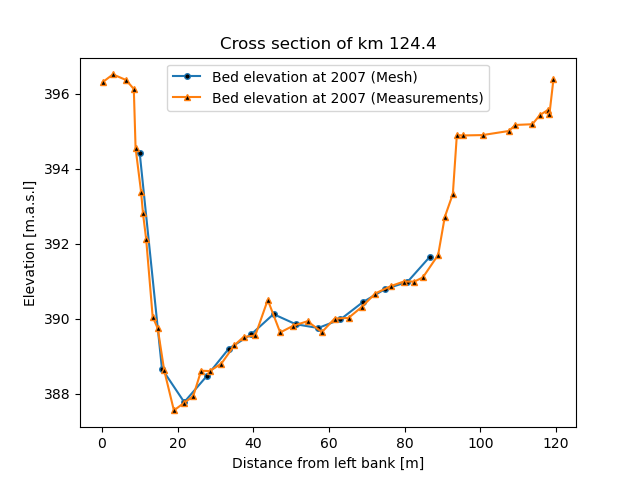 Cross section of km 124.4
Bed elevation at 2007 (Mesh)
Bed elevation at 2007 (Measurements)
Elevation [m.a.s.l]
396
394
392
390
388
0 20 40 60 80 100 120
Distance from left bank [m]